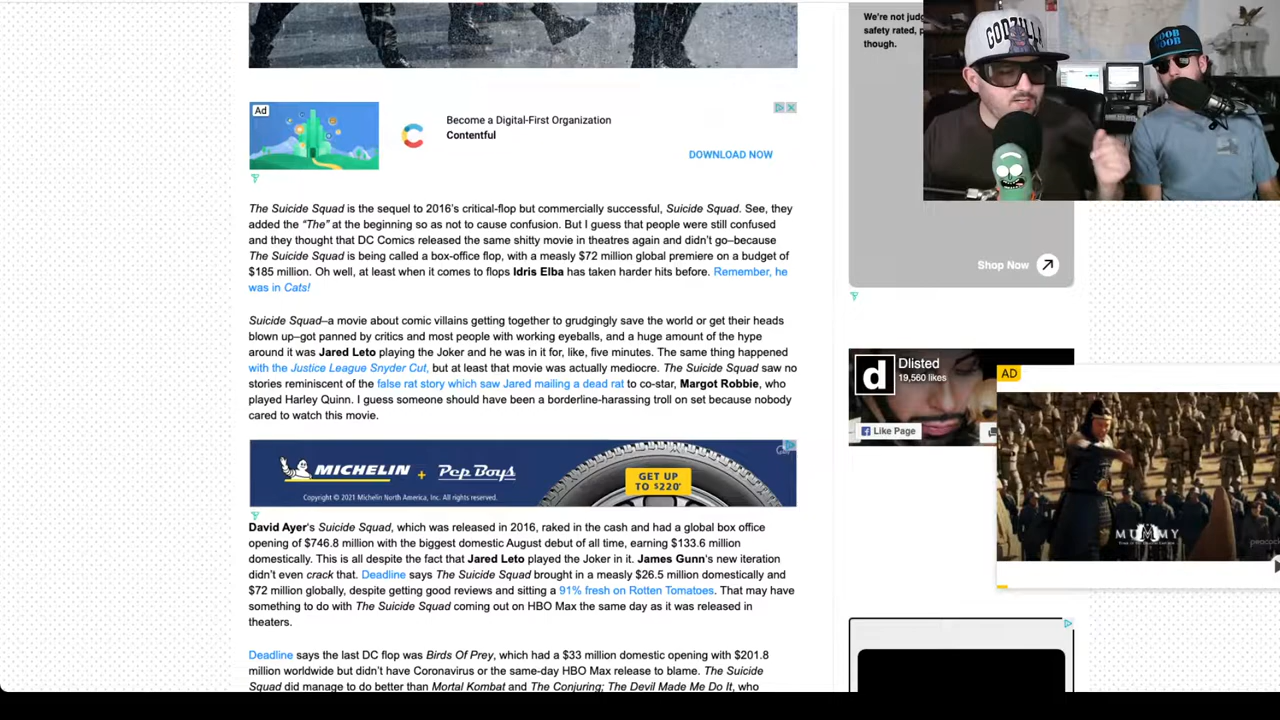 We're not jud
safety rated, p
though.
GODZILLA
Ad
Become a Digital-First Organization
Contentful
DOWNLOAD NOW
The Suicide Squad is the sequel to 2016's critical-flop but commercially successful, Suicide Squad. See, they
added the "The" at the beginning so as not to cause confusion. But I guess that people were still confused
and they thought that DC Comics released the same shitty movie in theatres again and didn't go–because
The Suicide Squad is being called a box-office flop, with a measly $72 million global premiere on a budget of
$185 million. Oh well, at least when it comes to flops Idris Elba has taken harder hits before. Remember, he
was in Cats!
Shop Now
Suicide Squad–a movie about comic villains getting together to grudgingly save the world or get their heads
blown up–got panned by critics and most people with working eyeballs, and a huge amount of the hype
around it was Jared Leto playing the Joker and he was in it for, like, five minutes. The same thing happened
with the Justice League Snyder Cut, but at least that movie was actually mediocre. The Suicide Squad saw no
stories reminiscent of the false rat story which saw Jared mailing a dead rat to co-star, Margot Robbie, who
played Harley Quinn. I guess someone should have been a borderline-harassing troll on set because nobody
cared to watch this movie.
d
Dlisted
19,560 likes
Like Page
AD
MUMMY
peacock
MICHELIN + Pep Boys
GET UP
TO $220
Copyright © 2021 Michelin North America, Inc. All rights reserved.
David Ayer's Suicide Squad, which was released in 2016, raked in the cash and had a global box office
opening of $746.8 million with the biggest domestic August debut of all time, earning $133.6 million
domestically. This is all despite the fact that Jared Leto played the Joker in it. James Gunn's new iteration
didn't even crack that. Deadline says The Suicide Squad brought in a measly $26.5 million domestically and
$72 million globally, despite getting good reviews and sitting a 91% fresh on Rotten Tomatoes. That may have
something to do with The Suicide Squad coming out on HBO Max the same day as it was released in
theaters.
Deadline says the last DC flop was Birds Of Prey, which had a $33 million domestic opening with $201.8
million worldwide but didn't have Coronavirus or the same-day HBO Max release to blame. The Suicide
Squad did manage to do better than Mortal Kombat and The Conjuring; The Devil Made Me Do It, who